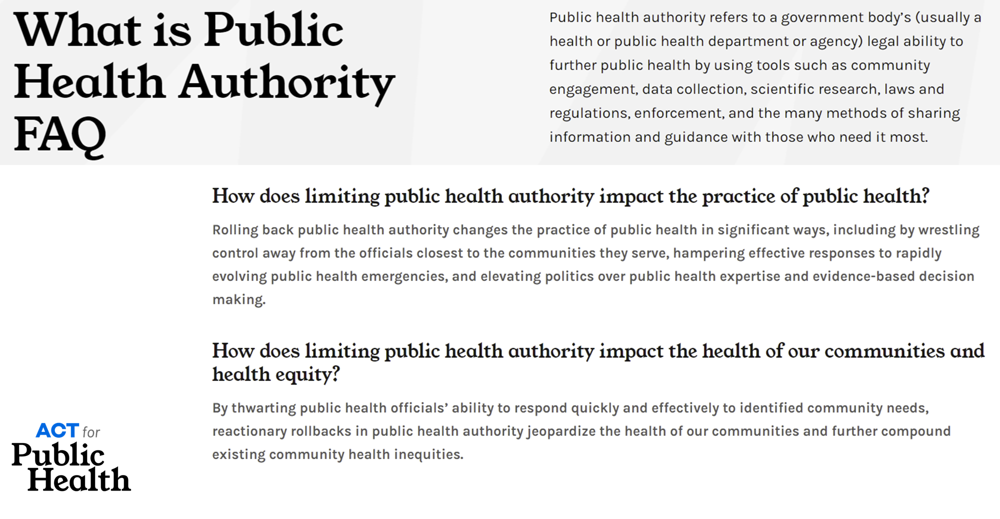 What is Public
Health Authority
FAQ
Public health authority refers to a government body’s (usually a
health or public health department or agency) legal ability to
further public health by using tools such as community
engagement, data collection, scientific research, laws and
regulations, enforcement, and the many methods of sharing
information and guidance with those who need it most.
How does limiting public health authority impact the practice of public health?
Rolling back public health authority changes the practice of public health in significant ways, including by wrestling
control away from the officials closest to the communities they serve, hampering effective responses to rapidly
evolving public health emergencies, and elevating politics over public health expertise and evidence-based decision
making.
How does limiting public health authority impact the health of our communities and
health equity?
By thwarting public health officials’ ability to respond quickly and effectively to identified community needs,
reactionary rollbacks in public health authority jeopardize the health of our communities and further compound
existing community health inequities.
ACT for
Public
Health